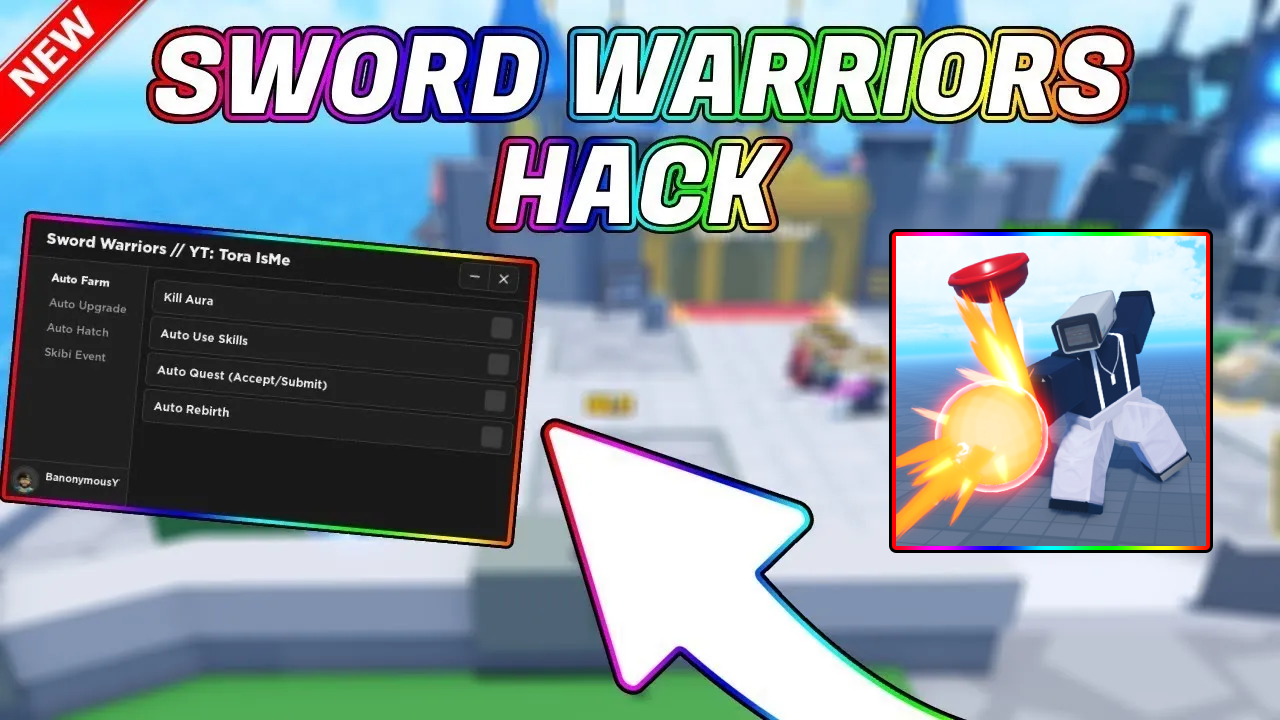 NEW
SWORD WARRIORS
HACK
Sword Warriors // YT: Tora IsMe
Auto Farm
Auto Upgrade
Auto Hatch
Skibi Event
Kill Aura
Auto Use Skills
Auto Quest (Accept/Submit)
Auto Rebirth
BanonymousY